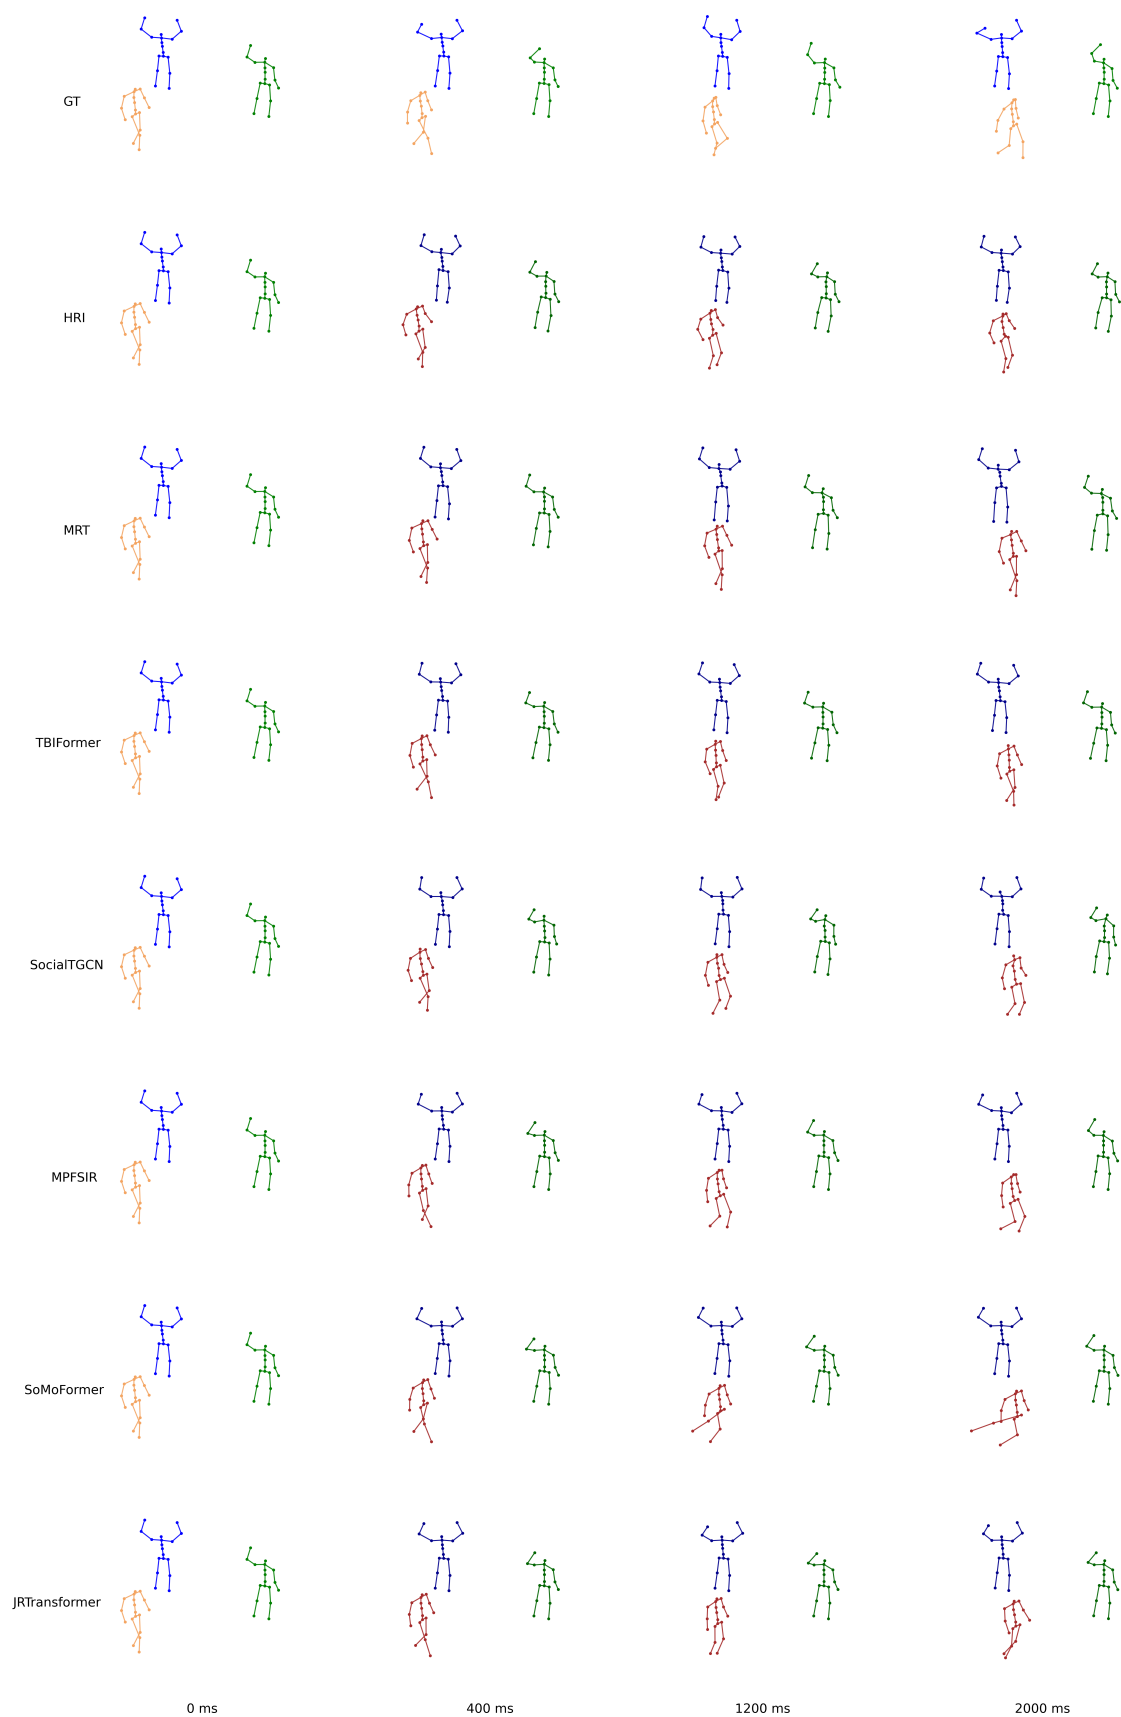 GT
HRI
MRT
TBIFormer
SocialTGCN
MPFSIR
SoMoFormer
JRTransformer
0 ms 400 ms 1200 ms 2000 ms